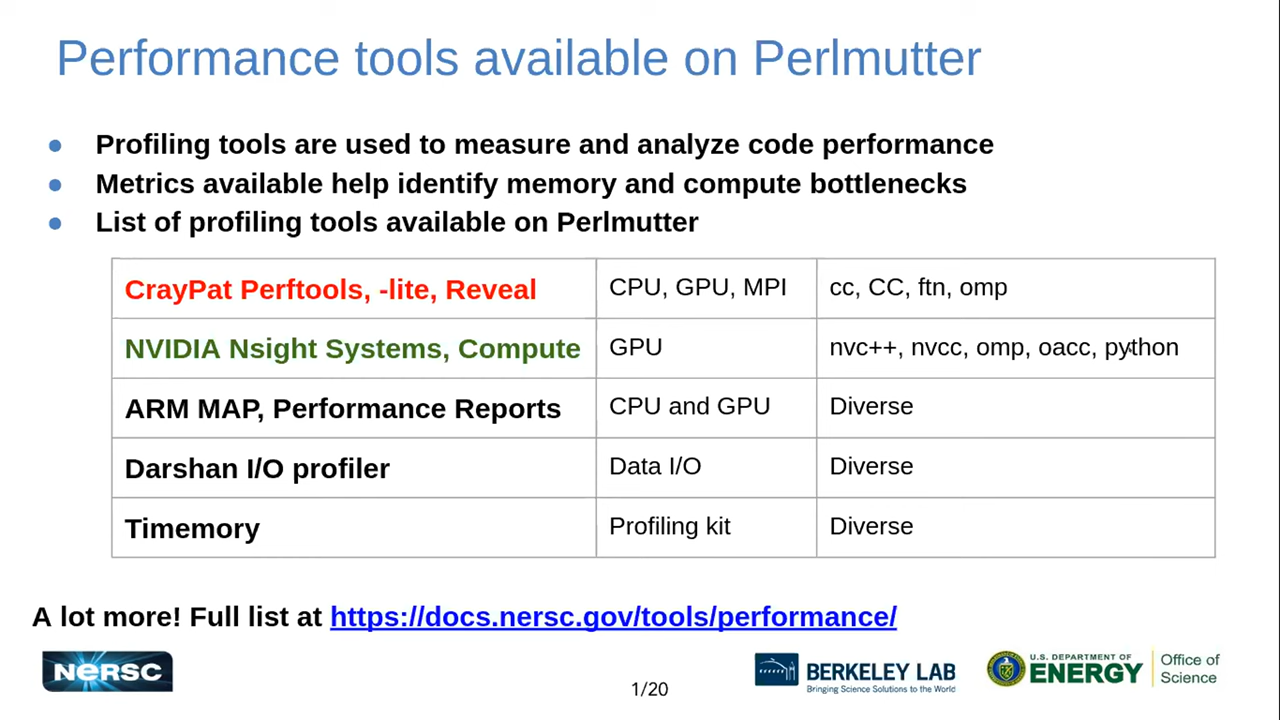 Performance tools available on Perlmutter
● Profiling tools are used to measure and analyze code performance
● Metrics available help identify memory and compute bottlenecks
● List of profiling tools available on Perlmutter
CrayPat Perftools, -lite, Reveal CPU, GPU, MPI cc, CC, ftn, omp
NVIDIA Nsight Systems, Compute GPU nvc++, nvcc, omp, oacc, python
ARM MAP, Performance Reports CPU and GPU Diverse
Darshan I/O profiler Data I/O Diverse
Timemory Profiling kit Diverse
A lot more! Full list at https://docs.nersc.gov/tools/performance/
NERSC
1/20
BERKELEY LAB
Bringing Science Solutions to the World
U.S. DEPARTMENT OF
ENERGY
Office of
Science